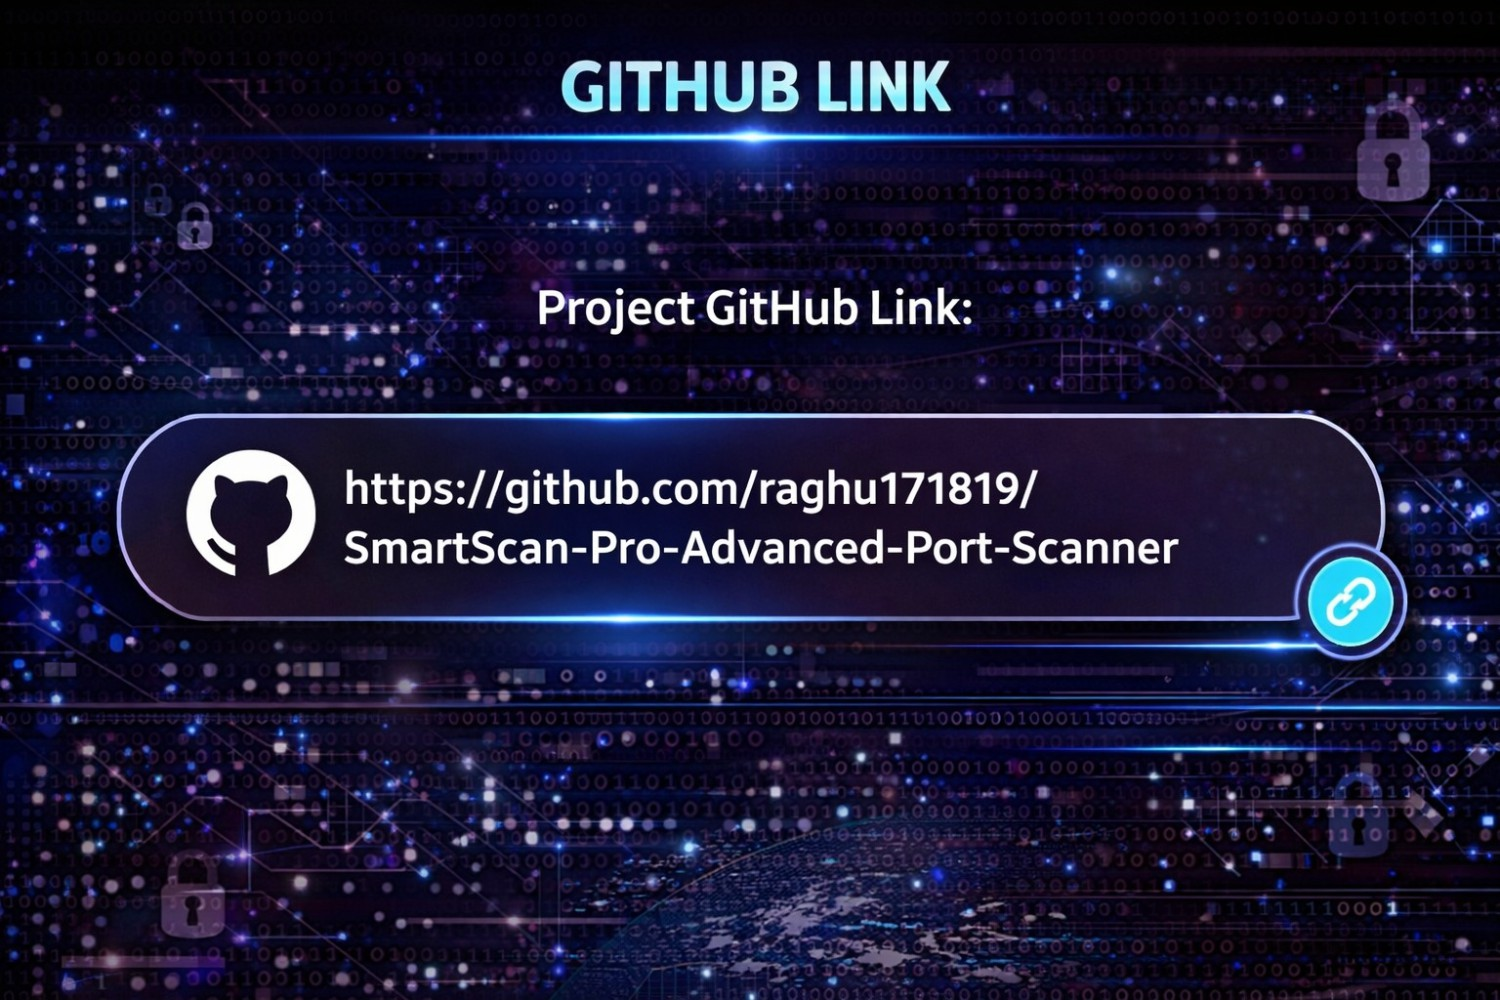 GITHUB LINK
Project GitHub Link:
https://github.com/raghu171819/
SmartScan-Pro-Advanced-Port-Scanner